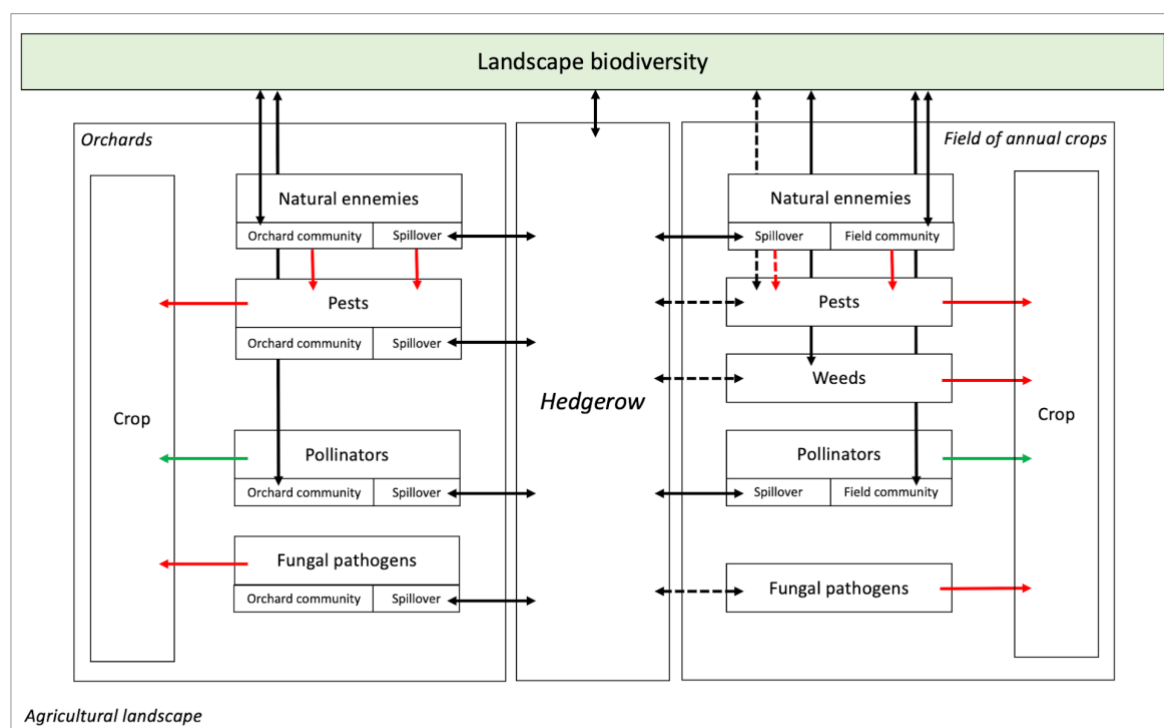 Landscape biodiversity
Orchards
Field of annual crops
Natural ennemies
Orchard community
Spillover
Pests
Orchard community
Spillover
Crop
Pollinators
Orchard community
Spillover
Fungal pathogens
Orchard community
Spillover
Hedgerow
Natural ennemies
Spillover
Field community
Pests
Weeds
Crop
Pollinators
Spillover
Field community
Fungal pathogens
Agricultural landscape